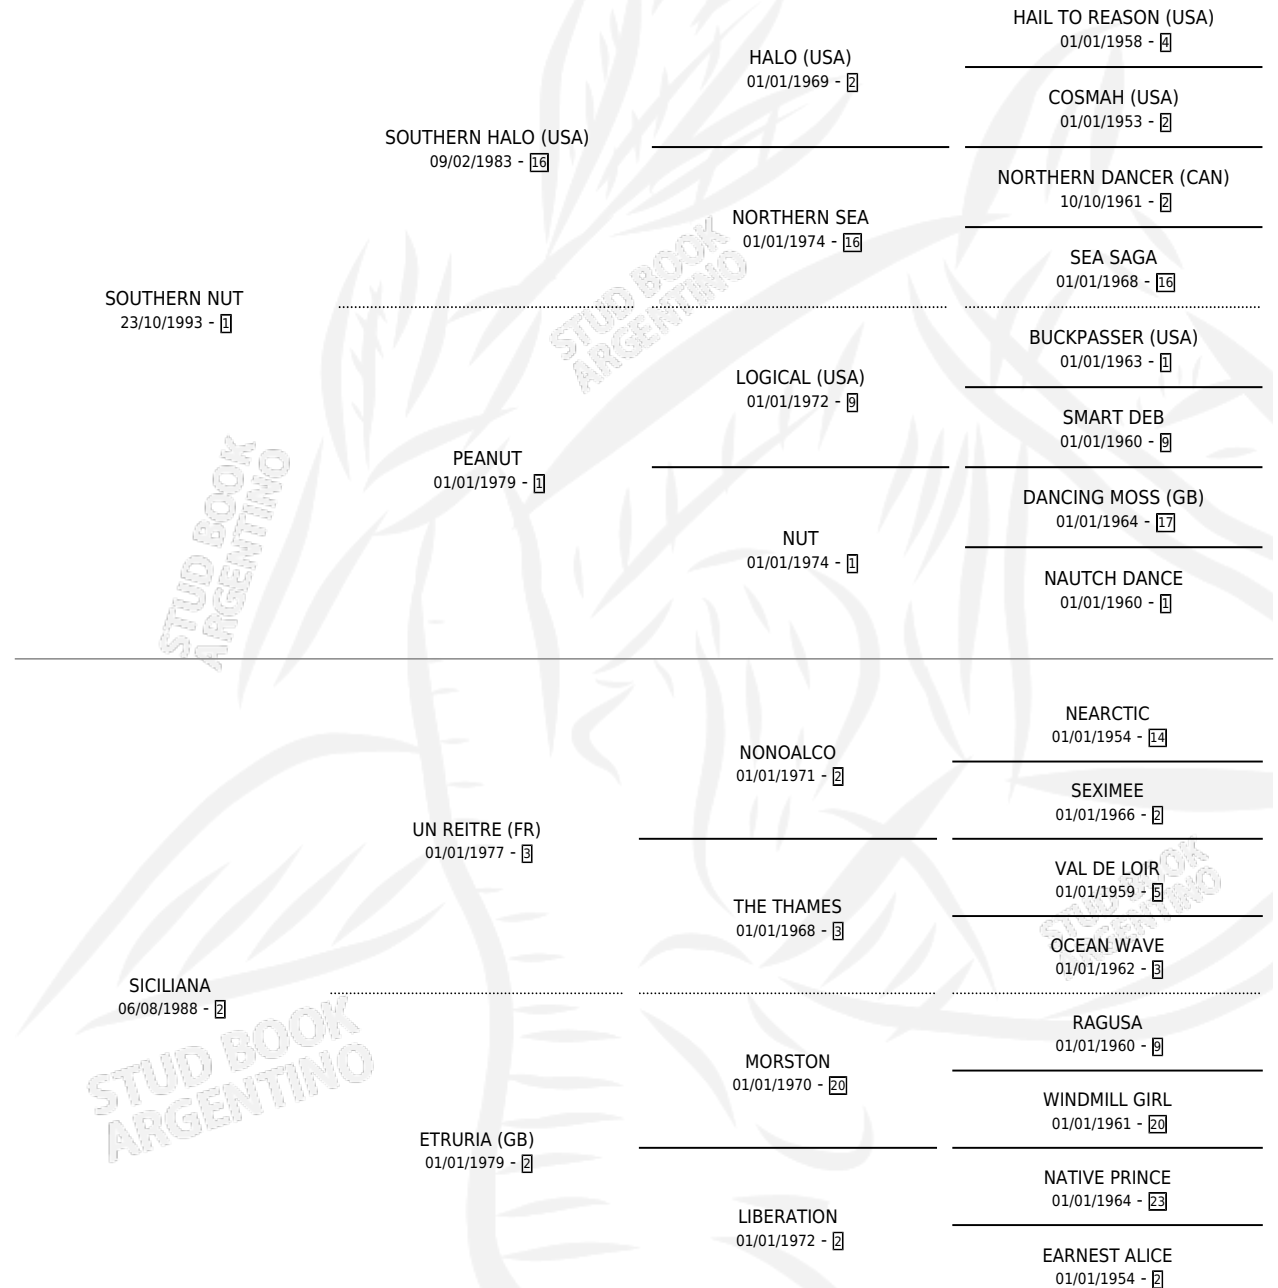 HAIL TO REASON (USA)
01/01/1958 - 4
HALO (USA)
01/01/1969 - 2
COSMAH (USA)
01/01/1953 - 2
SOUTHERN HALO (USA)
09/02/1983 - 16
NORTHERN DANCER (CAN)
10/10/1961 - 2
NORTHERN SEA
01/01/1974 - 16
SEA SAGA
01/01/1968 - 16
STUD BOOK
ARGENTINO
SOUTHERN NUT
23/10/1993 - 1
BUCKPASSER (USA)
01/01/1963 - 1
LOGICAL (USA)
01/01/1972 - 9
SMART DEB
01/01/1960 - 9
PEANUT
01/01/1979 - 1
DANCING MOSS (GB)
01/01/1964 - 17
NUT
01/01/1974 - 1
NAUTCH DANCE
01/01/1960 - 1
STUD BOOK
ARGENTINO
NEARCTIC
01/01/1954 - 14
NONOALCO
01/01/1971 - 2
SEXIMEE
01/01/1966 - 2
UN REITRE (FR)
01/01/1977 - 3
VAL DE LOIR
01/01/1959 - 5
THE THAMES
01/01/1968 - 3
OCEAN WAVE
01/01/1962 - 3
STUD BOOK
ARGENTINO
SICILIANA
06/08/1988 - 2
RAGUSA
01/01/1960 - 9
MORSTON
01/01/1970 - 20
WINDMILL GIRL
01/01/1961 - 20
STUD BOOK
ARGENTINO
ETRURIA (GB)
01/01/1979 - 2
NATIVE PRINCE
01/01/1964 - 23
LIBERATION
01/01/1972 - 2
EARNEST ALICE
01/01/1954 - 2